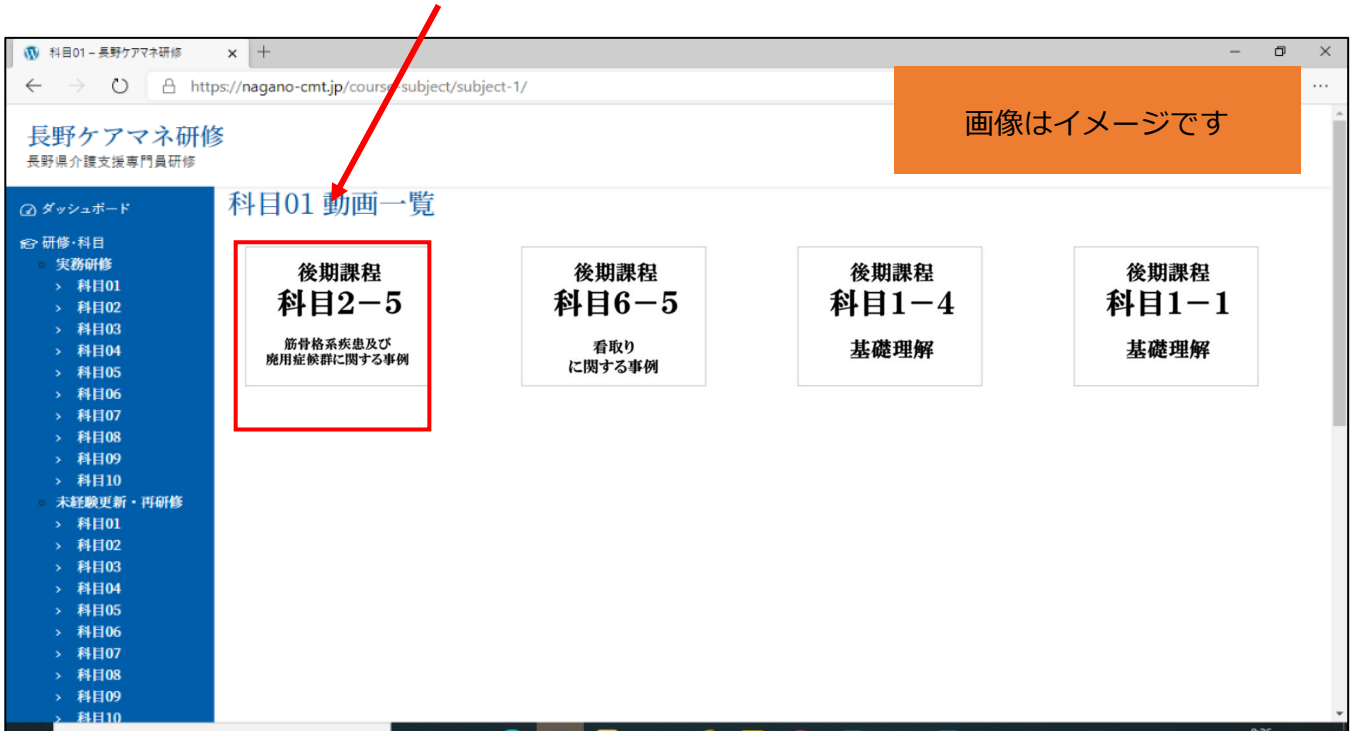 科目01 – 長野ケアマネ研修
https://nagano-cmt.jp/course-subject/subject-1/
画像はイメージです
長野ケアマネ研修
長野県介護支援専門員研修
ダッシュボード
研修・科目
実務研修
科目01
科目02
科目03
科目04
科目05
科目06
科目07
科目08
科目09
科目10
未経験更新・再研修
科目01
科目02
科目03
科目04
科目05
科目06
科目07
科目08
科目09
科目10
科目01 動画一覧
後期課程
科目2−5
筋骨格系疾患及び
廃用症候群に関する事例
後期課程
科目6−5
看取り
に関する事例
後期課程
科目1−4
基礎理解
後期課程
科目1−1
基礎理解